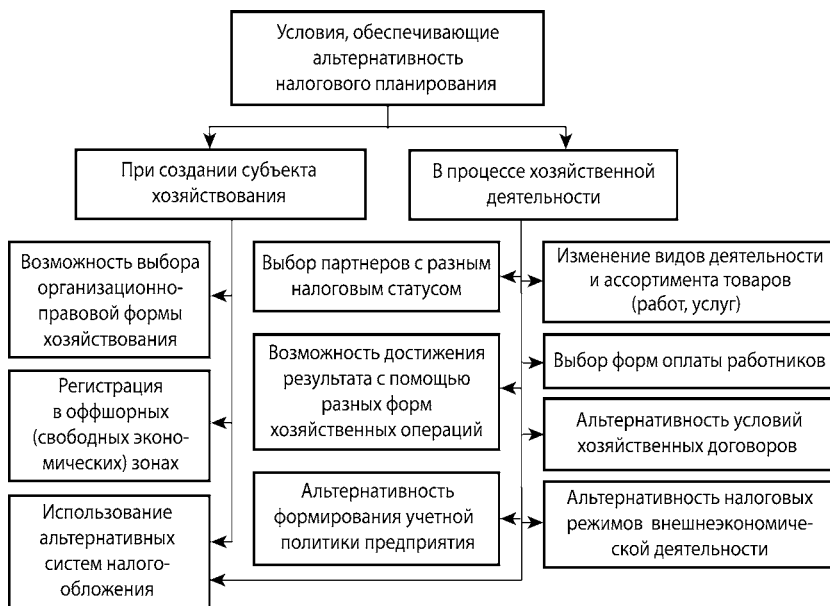 Условия, обеспечивающие
альтернативность
налогового планирования
При создании субъекта
хозяйствования
В процессе хозяйственной
деятельности
Возможность выбора
организационно-
правовой формы
хозяйствования
Регистрация
в оффшорных
(свободных эконо-
мических) зонах
Использование
альтернативных
систем налого-
обложения
Выбор партнеров с разным
налоговым статусом
Возможность достижения
результата с помощью
разных форм
хозяйственных операций
Альтернативность
формирования учетной
политики предприятия
Изменение видов деятельности
и ассортимента товаров
(работ, услуг)
Выбор форм оплаты работников
Альтернативность условий
хозяйственных договоров
Альтернативность налоговых
режимов внешнеэкономиче-
ской деятельности